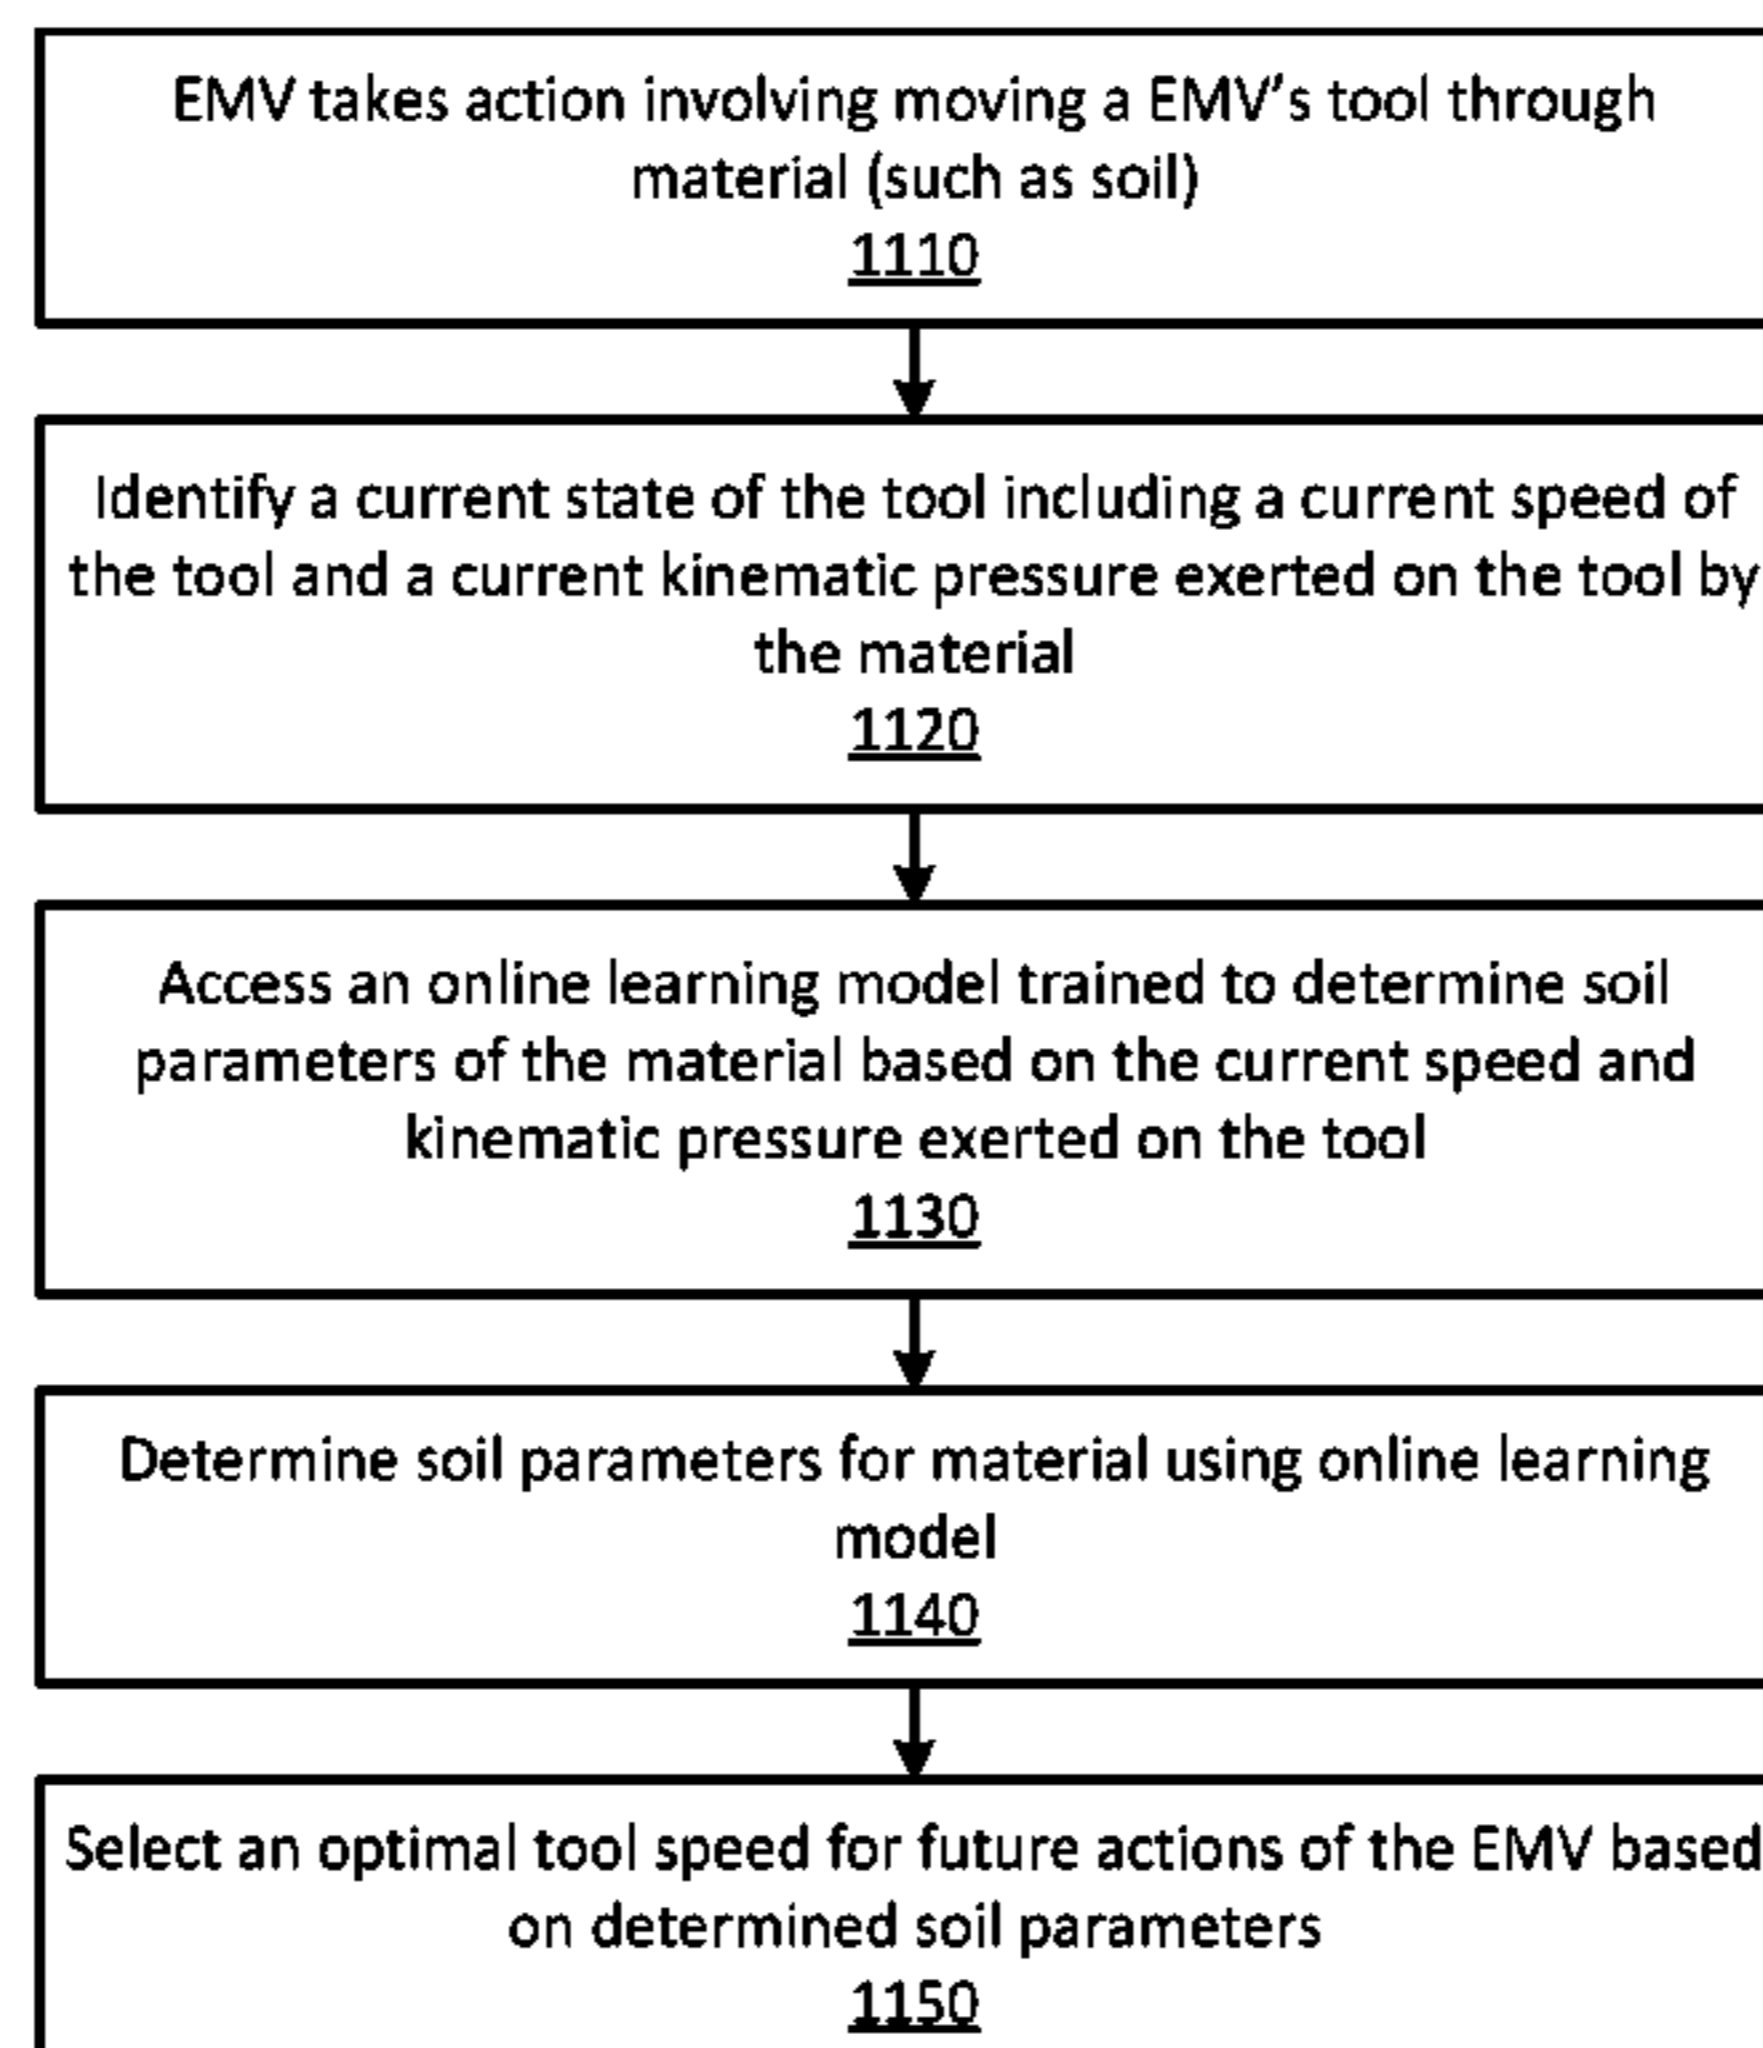 EMV takes action involving moving a EMV's tool through
material (such as soil)
1110
Identify a current state of the tool including a current speed of
the tool and a current kinematic pressure exerted on the tool by
the material
1120
Access an online learning model trained to determine soil
parameters of the material based on the current speed and
kinematic pressure exerted on the tool
1130
Determine soil parameters for material using online learning
model
1140
Select an optimal tool speed for future actions of the EMV based
on determined soil parameters
1150